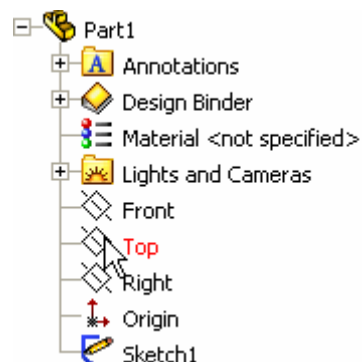 Part1
Annotations
Design Binder
Material <not specified>
Lights and Cameras
Front
Top
Right
Origin
Sketch1